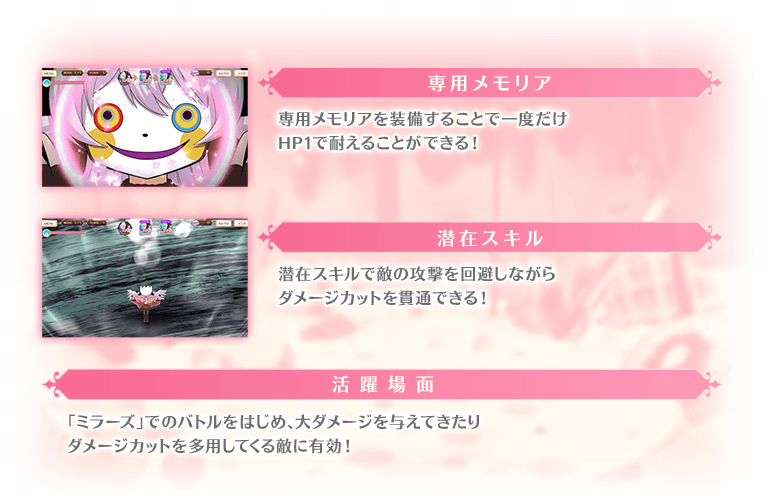 専用メモリア
専用メモリアを装備することで一度だけ
HP1で耐えることができる！
潜在スキル
潜在スキルで敵の攻撃を回避しながら
ダメージカットを貫通できる！
活躍場面
「ミラーズ」でのバトルをはじめ、大ダメージを与えてきたり
ダメージカットを多用してくる敵に有効！